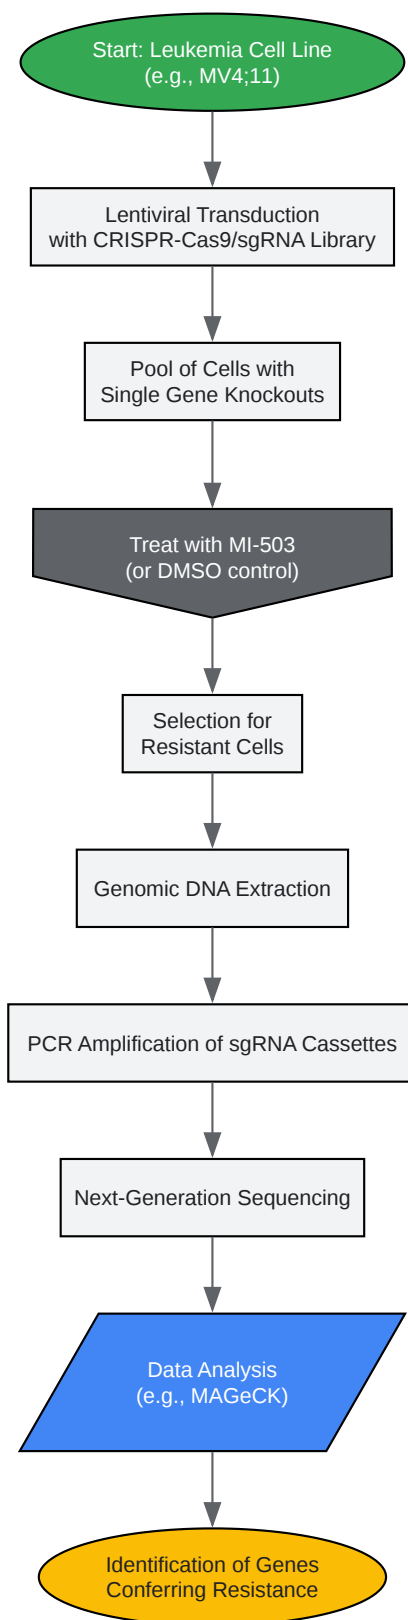 Start: Leukemia Cell Line
(e.g., MV4;11)
Lentiviral Transduction
with CRISPR-Cas9/sgRNA Library
Pool of Cells with
Single Gene Knockouts
Treat with MI-503
(or DMSO control)
Selection for
Resistant Cells
Genomic DNA Extraction
PCR Amplification of sgRNA Cassettes
Next-Generation Sequencing
Data Analysis
(e.g., MAGeCK)
Identification of Genes
Conferring Resistance